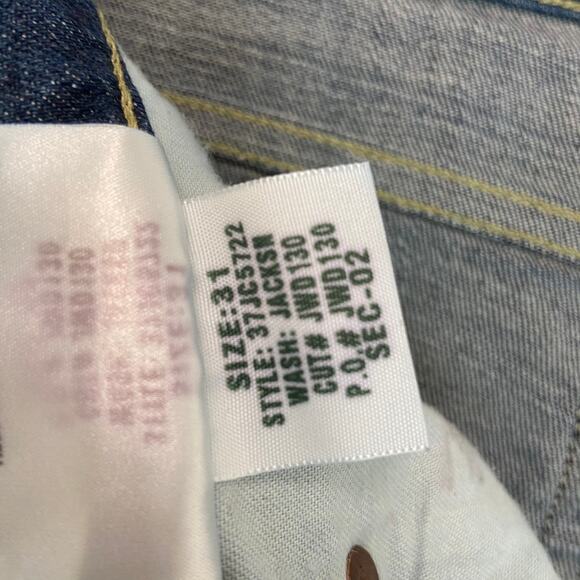 SIZE:31
STYLE: 37JC5722
WASH: JACKSN
CUT# JWD130
P.O.# JWD130
SEC-02